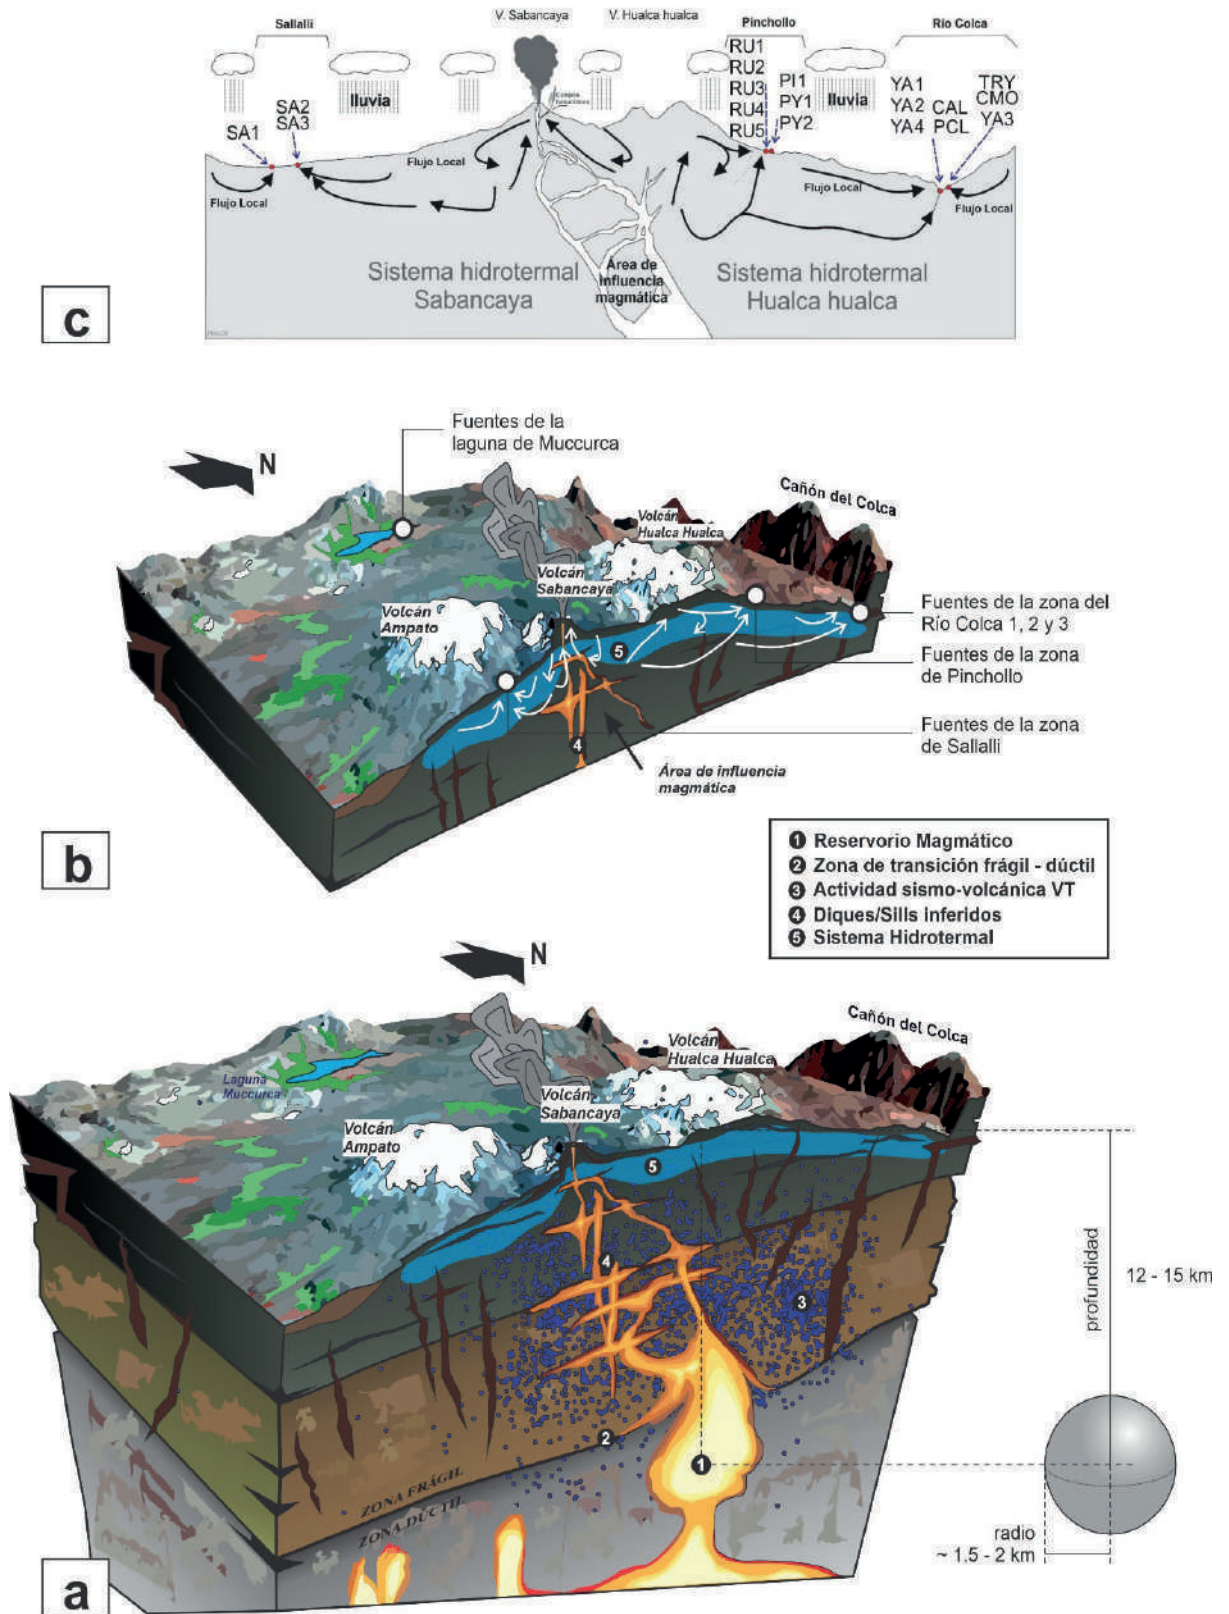 V. Sabancaya
V. Hualca hualca
Sallalli
Pinchollo
Río Colca
RU1
RU2
RU3
RU4
RU5
PI1
PY1
PY2
lluvia
lluvia
YA1
YA2
YA4
CAL
PCL
TRY
CMO
YA3
SA1
SA2
SA3
Flujo Local
Flujo Local
Flujo Local
Flujo Local
Sistema hidrotermal
Sabancaya
Área de
influencia
magmática
Sistema hidrotermal
Hualca hualca
c
Fuentes de la
laguna de Muccurca
N
Cañón del Colca
Volcán
Hualca Hualca
Volcán
Sabancaya
Volcán
Ampato
5
4
Fuentes de la zona del
Río Colca 1, 2 y 3
Fuentes de la zona
de Pinchollo
Fuentes de la zona
de Sallalli
Área de influencia
magmática
b
1 Reservorio Magmático
2 Zona de transición frágil - dúctil
3 Actividad sismo-volcánica VT
4 Diques/Sills inferidos
5 Sistema Hidrotermal
N
Cañón del Colca
Volcán
Hualca Hualca
Laguna
Muccurca
Volcán
Sabancaya
Volcán
Ampato
5
4
3
2
1
profundidad
12 - 15 km
ZONA FRÁGIL
ZONA DÚCTIL
radio
~ 1.5 - 2 km
a